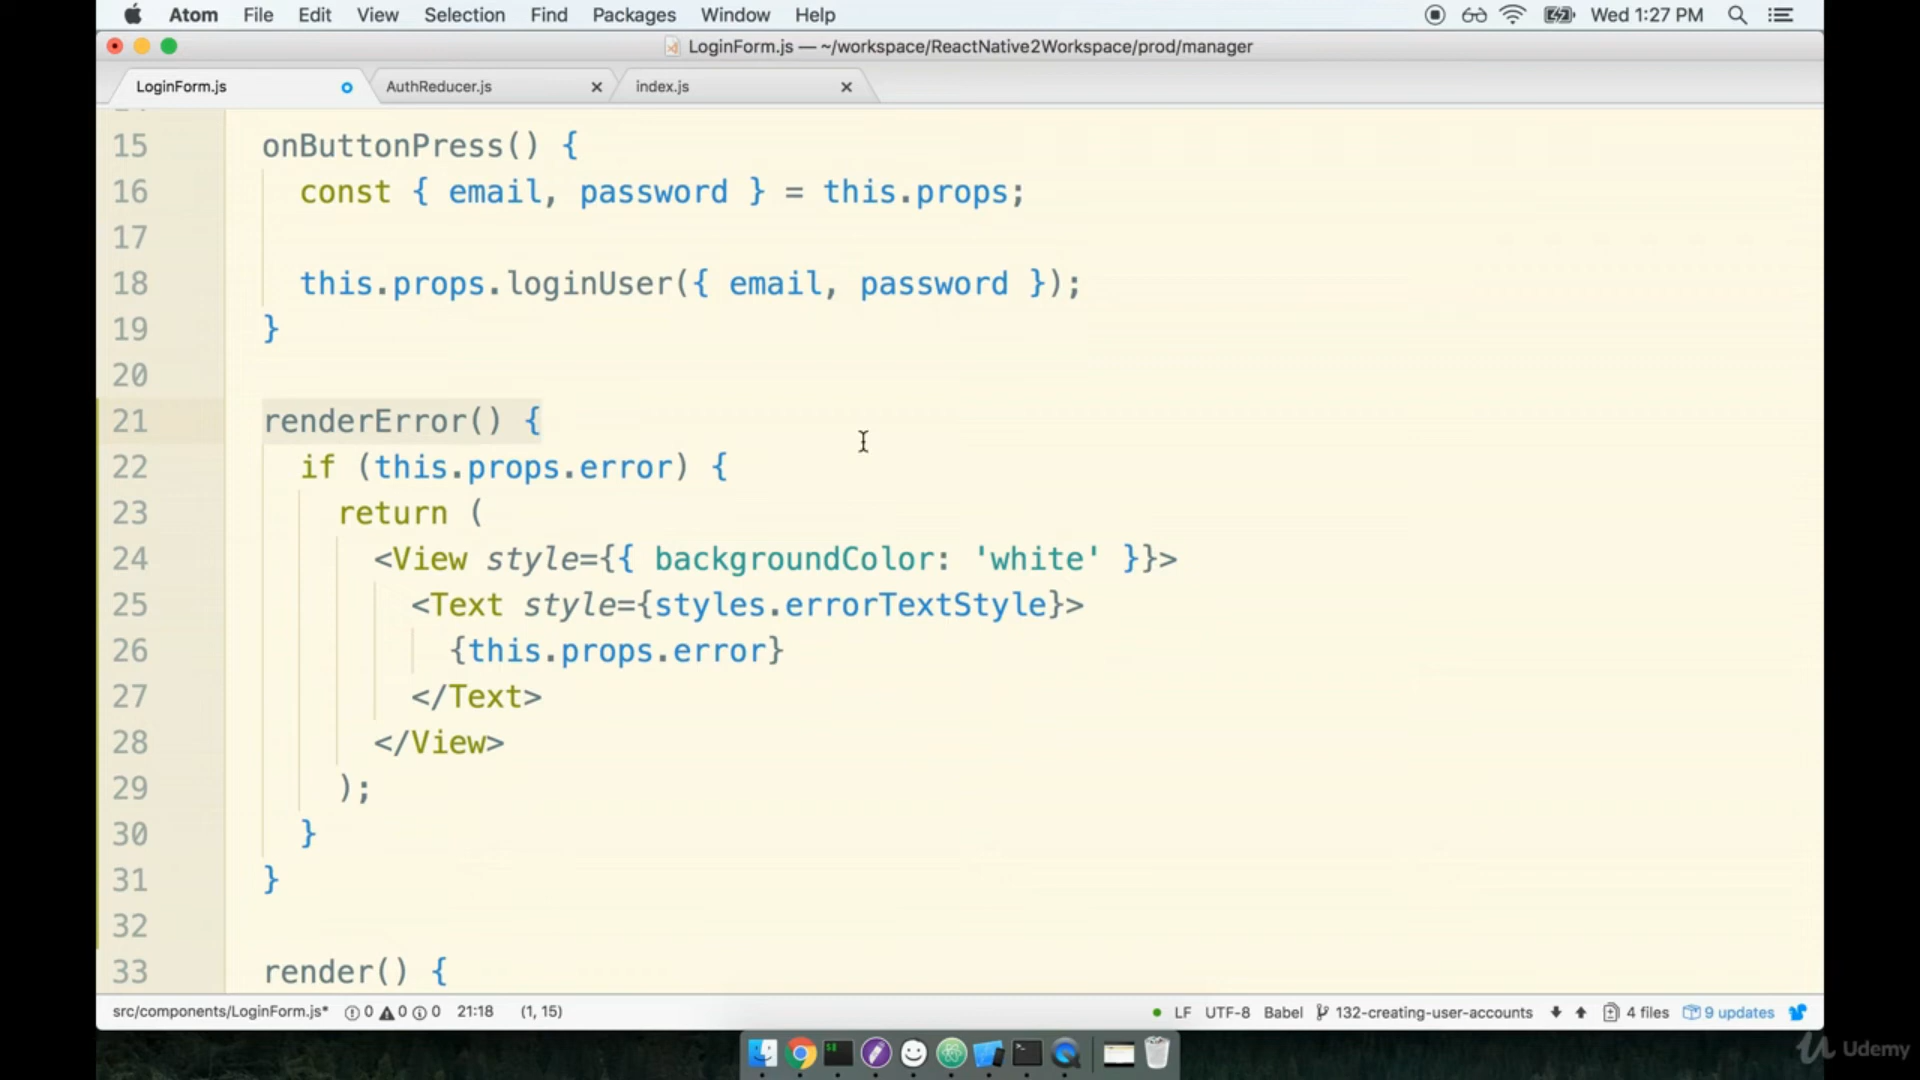 Atom File Edit View Selection Find Packages Window Help Wed 1:27 PM
LoginForm.js — ~/workspace/ReactNative2Workspace/prod/manager
LoginForm.js AuthReducer.js index.js
15 onButtonPress() {
16 const { email, password } = this.props;
17
18 this.props.loginUser({ email, password });
19 }
20
21 renderError() {
22 if (this.props.error) {
23 return (
24 <View style={{ backgroundColor: 'white' }}>
25 <Text style={styles.errorTextStyle}>
26 {this.props.error}
27 </Text>
28 </View>
29 );
30 }
31 }
32
33 render() {
src/components/LoginForm.js* 0 0 0 21:18 (1, 15) LF UTF-8 Babel 132-creating-user-accounts 4 files 9 updates
Udemy